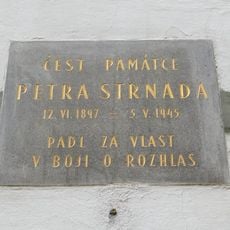 ČEST PAMÁTCE
PETRA STRNADA
12.VI.1897 = 5.V.1945
PADL ZA VLAST
V BOJI O ROZHLAS